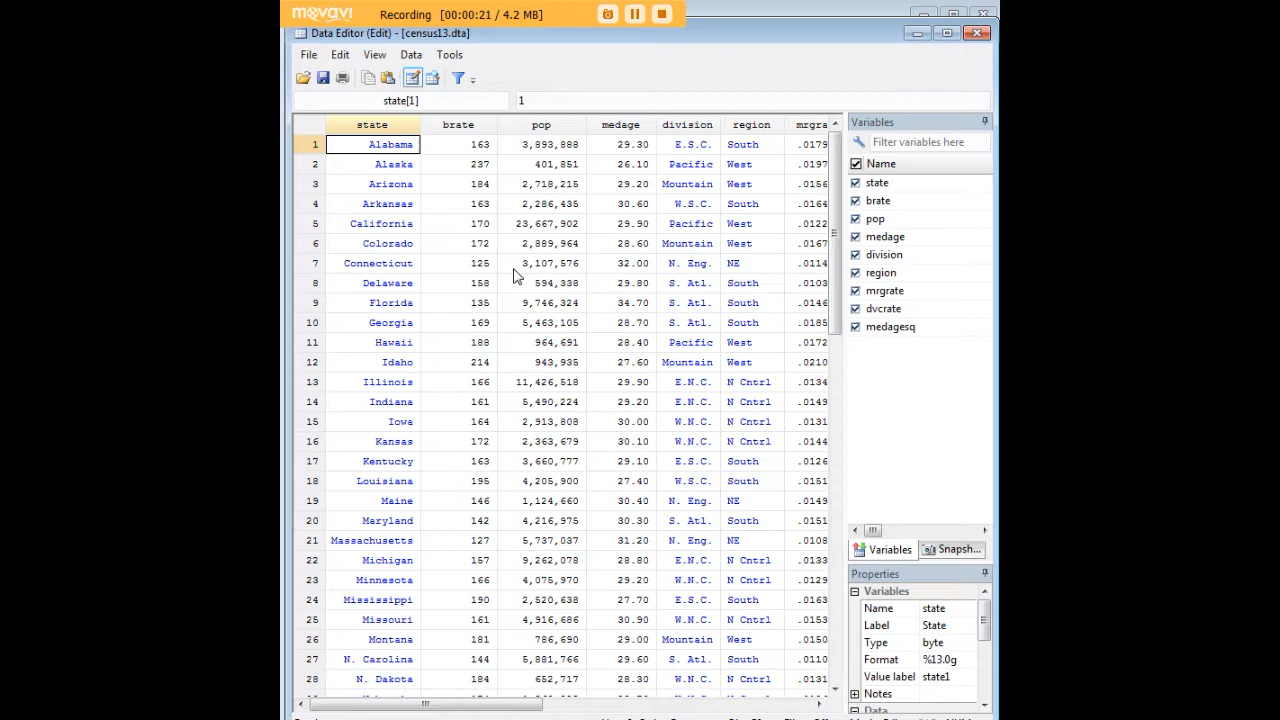 movavi Recording [00:00:21 / 4.2 MB]
Data Editor (Edit) - [census13.dta]
File Edit View Data Tools
state[1] 1
state brate pop medage division region mrgra
1 Alabama 163 3,893,888 29.30 E.S.C. South .0179
2 Alaska 237 401,851 26.10 Pacific West .0197
3 Arizona 184 2,718,215 29.20 Mountain West .0156
4 Arkansas 163 2,286,435 30.60 W.S.C. South .0164
5 California 170 23,667,902 29.90 Pacific West .0122
6 Colorado 172 2,889,964 28.60 Mountain West .0167
7 Connecticut 125 3,107,576 32.00 N. Eng. NE .0114
8 Delaware 158 594,338 29.80 S. Atl. South .0103
9 Florida 135 9,746,324 34.70 S. Atl. South .0146
10 Georgia 169 5,463,105 28.70 S. Atl. South .0185
11 Hawaii 188 964,691 28.40 Pacific West .0172
12 Idaho 214 943,935 27.60 Mountain West .0210
13 Illinois 166 11,426,518 29.90 E.N.C. N Cntrl .0134
14 Indiana 161 5,490,224 29.20 E.N.C. N Cntrl .0149
15 Iowa 164 2,913,808 30.00 W.N.C. N Cntrl .0131
16 Kansas 172 2,363,679 30.10 W.N.C. N Cntrl .0144
17 Kentucky 163 3,660,777 29.10 E.S.C. South .0126
18 Louisiana 195 4,205,900 27.40 W.S.C. South .0151
19 Maine 146 1,124,660 30.40 N. Eng. NE .0149
20 Maryland 142 4,216,975 30.30 S. Atl. South .0151
21 Massachusetts 127 5,737,037 31.20 N. Eng. NE .0108
22 Michigan 157 9,262,078 28.80 E.N.C. N Cntrl .0133
23 Minnesota 166 4,075,970 29.20 W.N.C. N Cntrl .0129
24 Mississippi 190 2,520,638 27.70 E.S.C. South .0163
25 Missouri 161 4,916,686 30.90 W.N.C. N Cntrl .0153
26 Montana 181 786,690 29.00 Mountain West .0150
27 N. Carolina 144 5,881,766 29.60 S. Atl. South .0110
28 N. Dakota 184 652,717 28.30 W.N.C. N Cntrl .0131
Variables
Filter variables here
Name
state
brate
pop
medage
division
region
mrgrate
dvcrate
medagesq
Variables Snapsh...
Properties
Variables
Name state
Label State
Type byte
Format %13.0g
Value label state1
Notes
Data